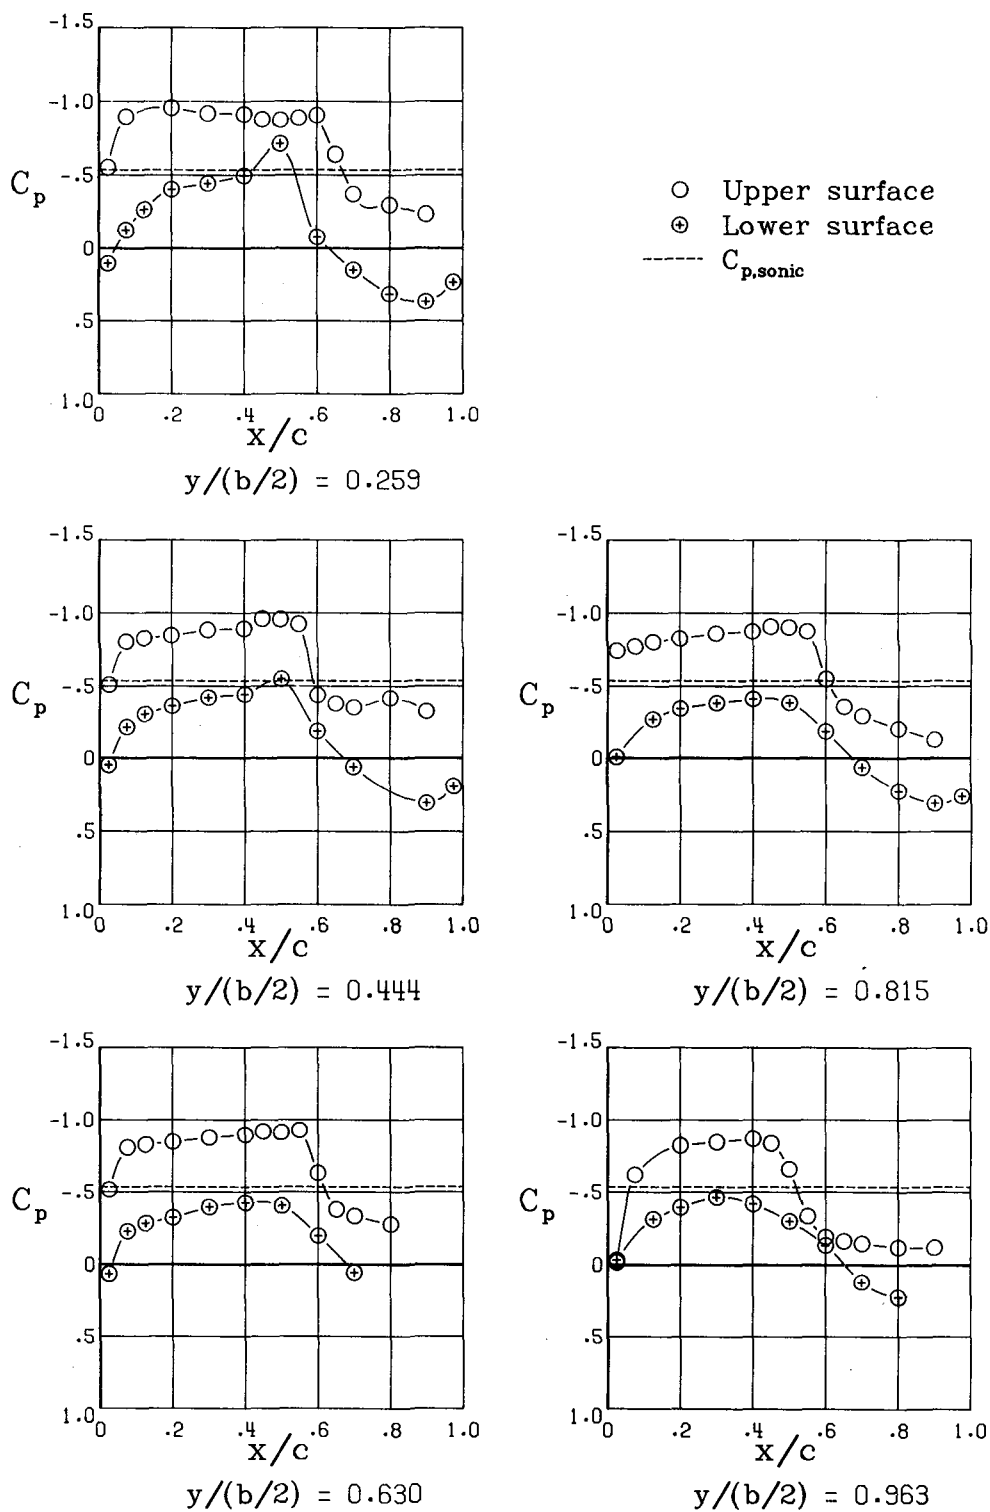 -1.5
-1.0
-.5
0
.5
1.0
C_p
0 .2 .4 .6 .8 1.0
x/c
y/(b/2) = 0.259
Upper surface
Lower surface
C_p,sonic
-1.5
-1.0
-.5
0
.5
1.0
C_p
0 .2 .4 .6 .8 1.0
x/c
y/(b/2) = 0.444
-1.5
-1.0
-.5
0
.5
1.0
C_p
0 .2 .4 .6 .8 1.0
x/c
y/(b/2) = 0.815
-1.5
-1.0
-.5
0
.5
1.0
C_p
0 .2 .4 .6 .8 1.0
x/c
y/(b/2) = 0.630
-1.5
-1.0
-.5
0
.5
1.0
C_p
0 .2 .4 .6 .8 1.0
x/c
y/(b/2) = 0.963